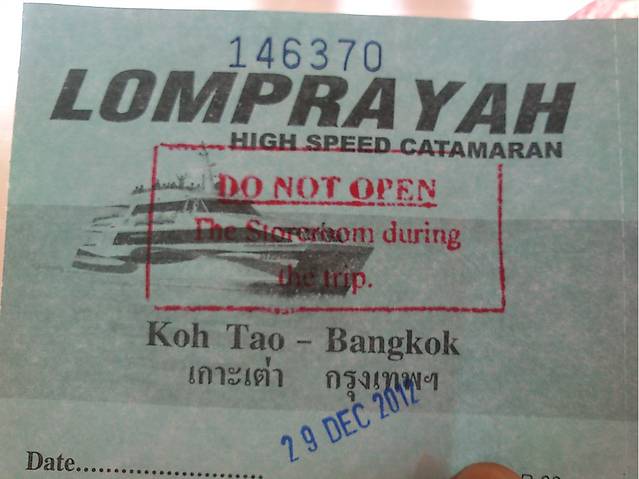 146370
LOMPRAYAH
HIGH SPEED CATAMARAN
DO NOT OPEN
The Storeroom during
the trip.
Koh Tao – Bangkok
เกาะเต่า กรุงเทพฯ
29 DEC 2012
Date..............................